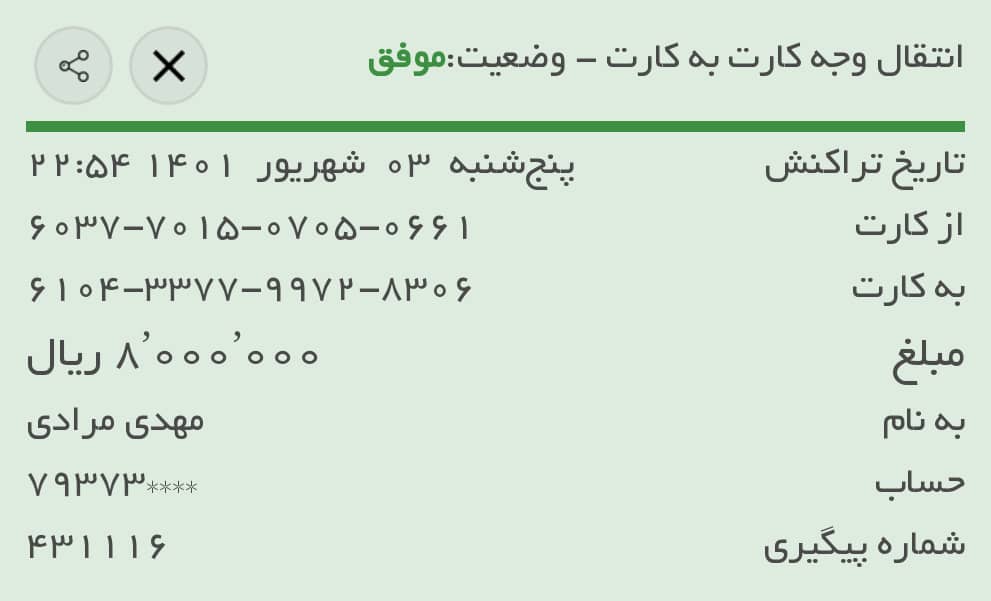 انتقال وجه کارت به کارت – وضعیت:موفق
تاریخ تراکنش پنج‌شنبه ۰۳ شهریور ۱۴۰۱ ۲۲:۵۴
از کارت ۶۰۳۷-۷۰۱۵-۰۷۰۵-۰۶۶۱
به کارت ۶۱۰۴-۳۳۷۷-۹۹۷۲-۸۳۰۶
مبلغ ۸٬۰۰۰٬۰۰۰ ریال
به نام مهدی مرادی
حساب ۷۹۳۷۳****
شماره پیگیری ۴۳۱۱۱۶